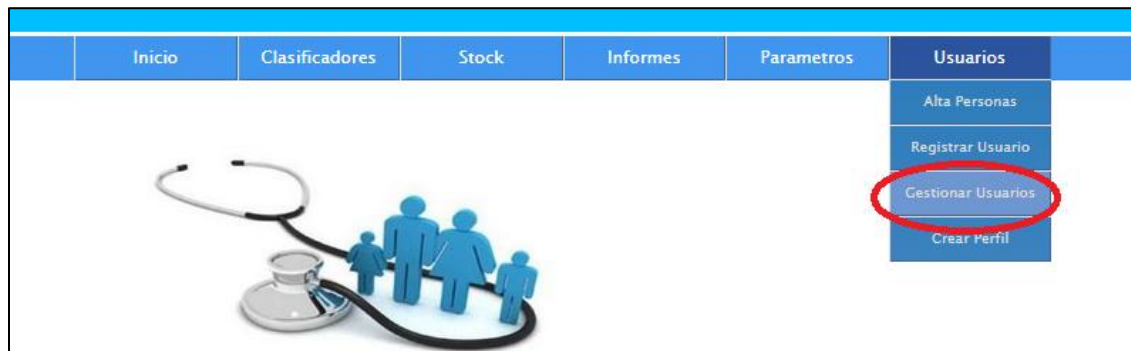 Inicio Clasificadores Stock Informes Parametros Usuarios
Alta Personas
Registrar Usuario
Gestionar Usuarios
Crear Perfil